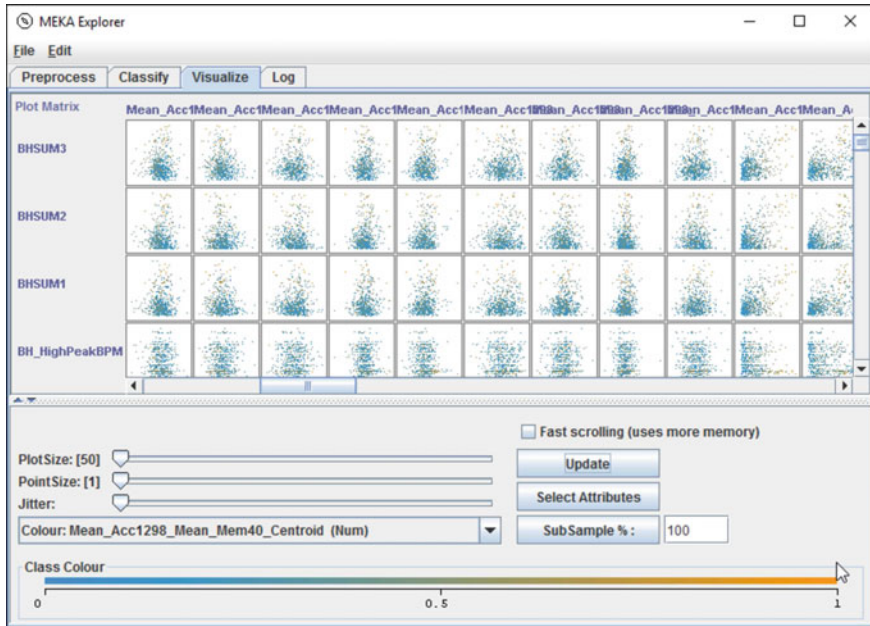 MEKA Explorer
File Edit
Preprocess Classify Visualize Log
Plot Matrix
Mean_Acc1Mean_Acc1Mean_Acc1Mean_Acc1Mean_Acc1Mean_Acc1 Mean_Acc1Mean_A
BHSUM3
BHSUM2
BHSUM1
BH_HighPeakBPM
Fast scrolling (uses more memory)
PlotSize: [50]
Update
PointSize: [1]
Select Attributes
Jitter:
Colour: Mean_Acc1298_Mean_Mem40_Centroid (Num)
SubSample % : 100
Class Colour
0 0.5 1